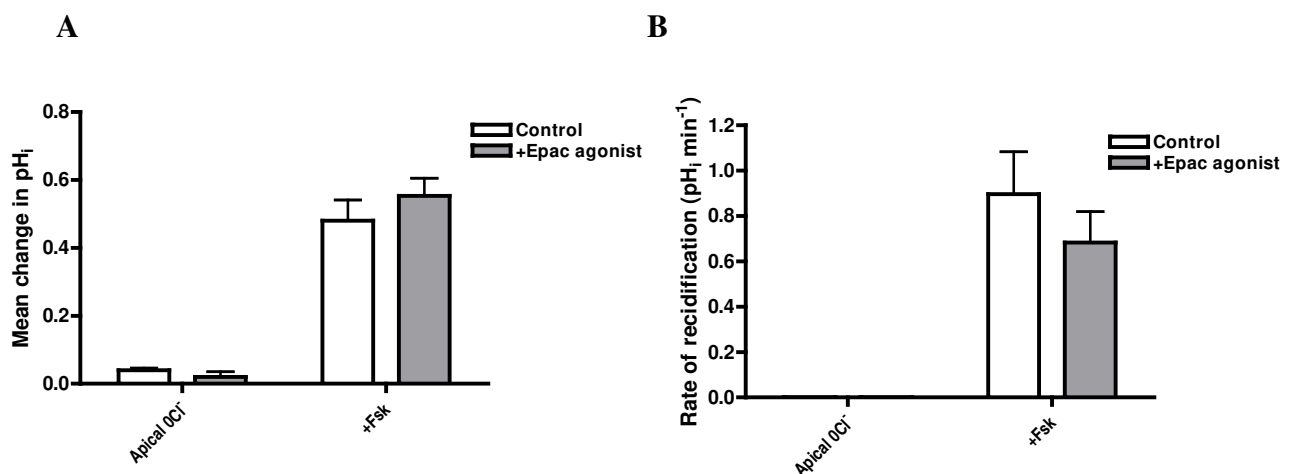 A
B
Mean change in pHi
0.8
0.6
0.4
0.2
0.0
Control
+Epac agonist
Apical 0Cl⁻
+Fsk
Rate of recidification (pHi min⁻¹)
1.2
1.0
0.8
0.6
0.4
0.2
0.0
Control
+Epac agonist
Apical 0Cl⁻
+Fsk